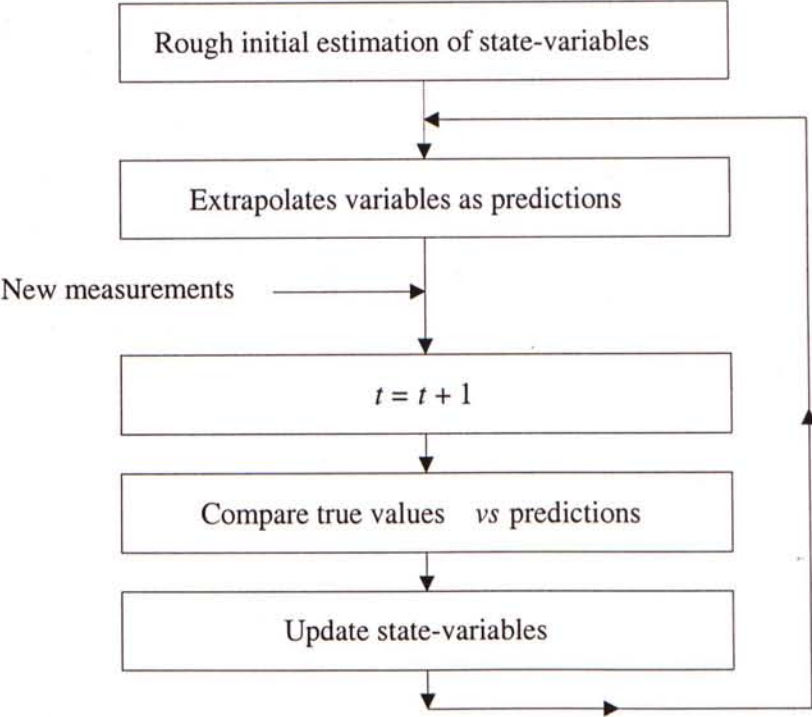 Rough initial estimation of state-variables
Extrapolates variables as predictions
New measurements
t = t + 1
Compare true values vs predictions
Update state-variables